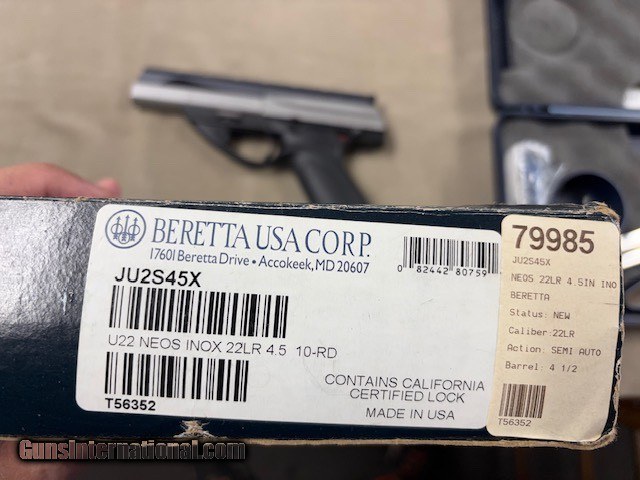 BERETTA USA CORP.
17601 Beretta Drive • Accokeek, MD 20607
JU2S45X
0 82442 80759
U22 NEOS INOX 22LR 4.5 10-RD
CONTAINS CALIFORNIA
CERTIFIED LOCK
MADE IN USA
T56352
79985
JU2S45X
NEOS 22LR 4.5IN INO
BERETTA
Status: NEW
Caliber:22LR
Action: SEMI AUTO
Barrel: 4 1/2
T56352
GunsInternational.com